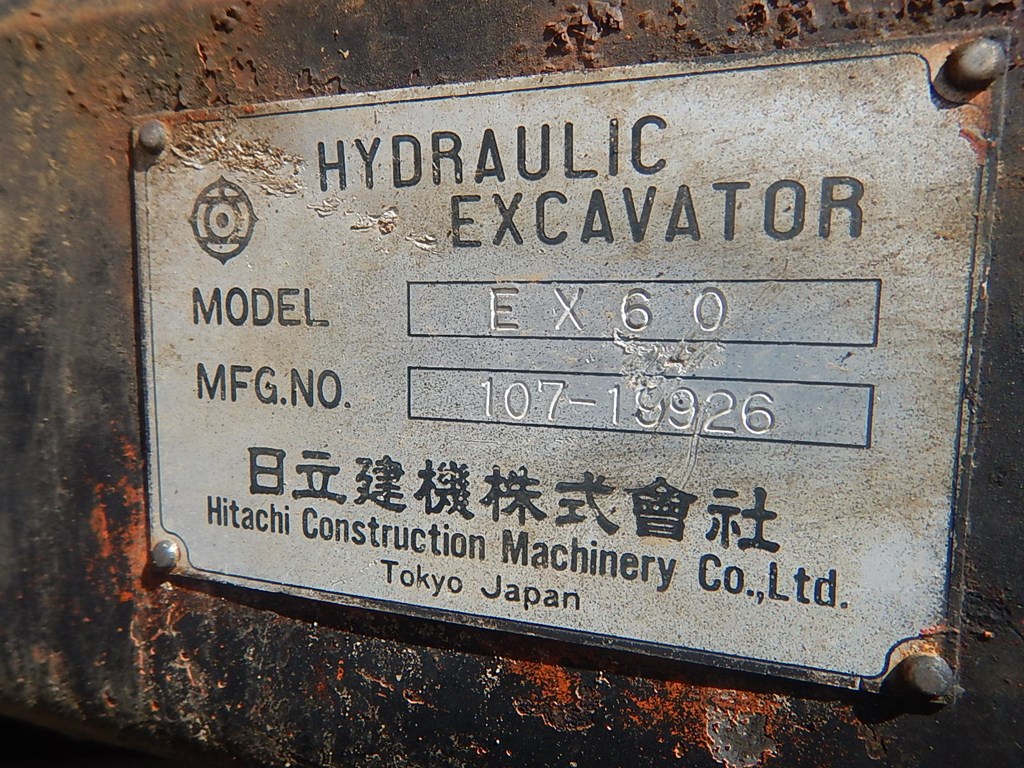 HYDRAULIC
EXCAVATOR
MODEL EX60
MFG.NO. 107-19926
日立建機株式會社
Hitachi Construction Machinery Co.,Ltd.
Tokyo Japan